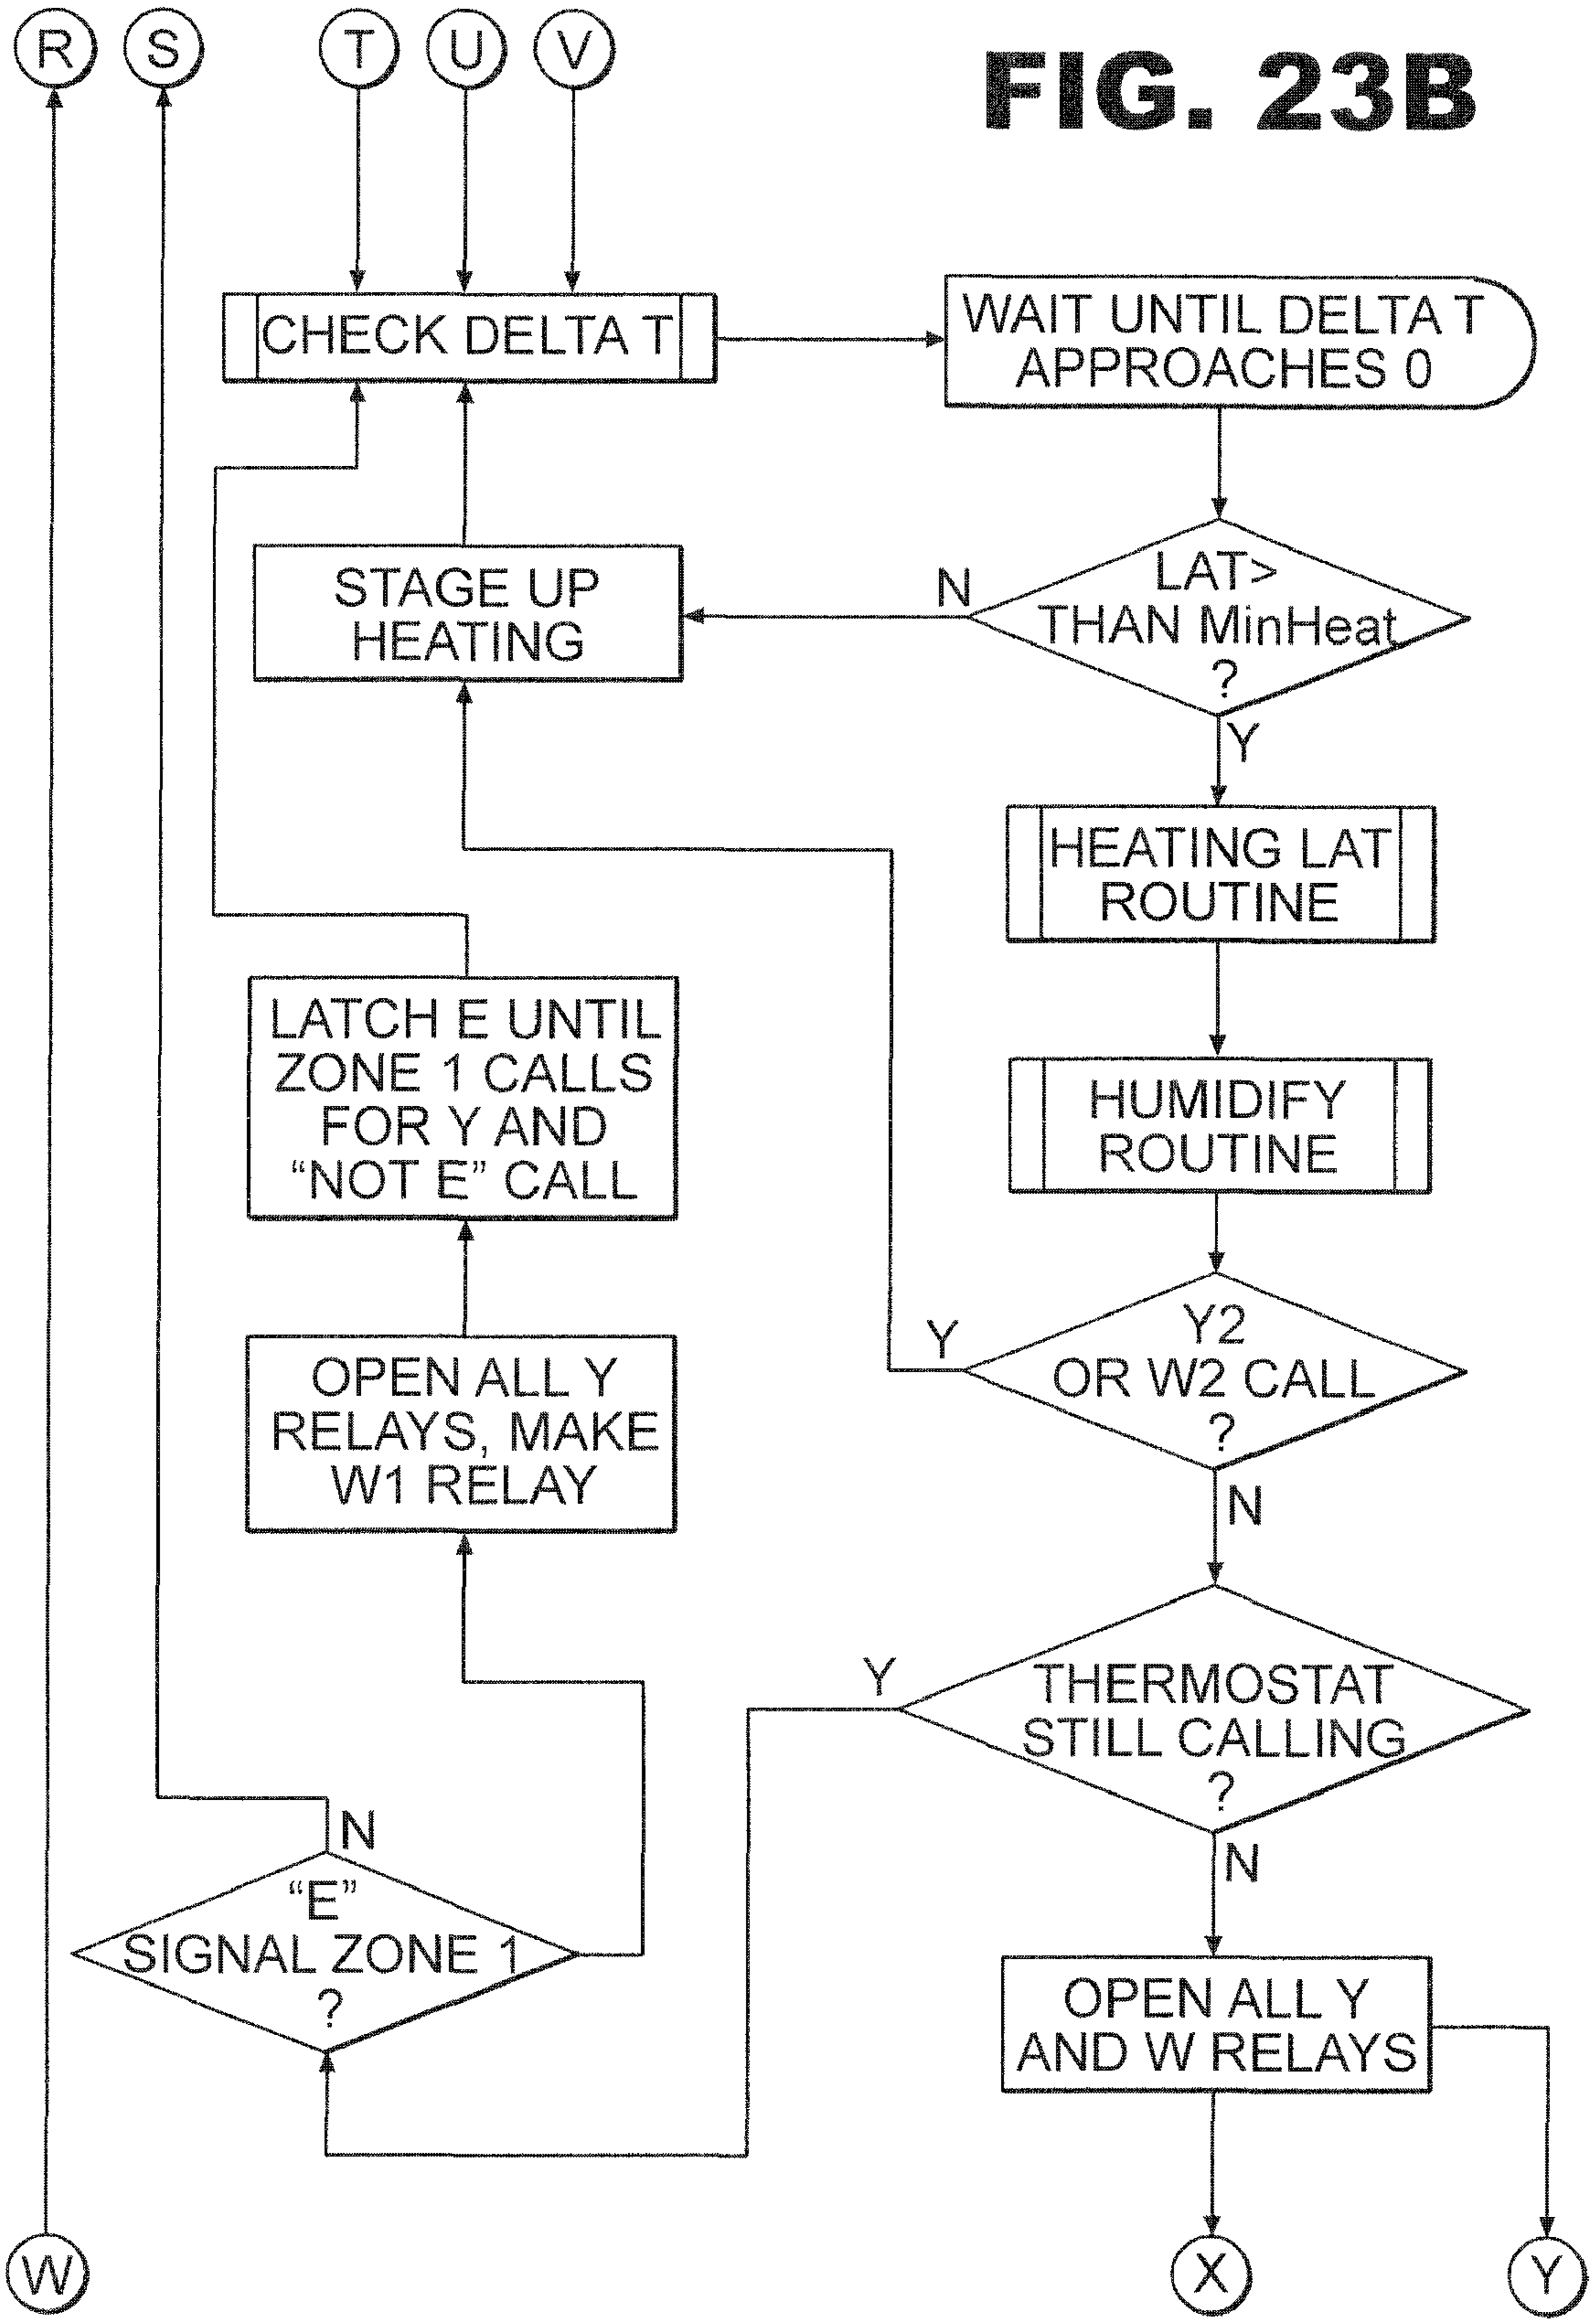 R S T U V
FIG. 23B
CHECK DELTA T
WAIT UNTIL DELTA T
APPROACHES 0
STAGE UP
HEATING
N
LAT>
THAN MinHeat
?
Y
HEATING LAT
ROUTINE
LATCH E UNTIL
ZONE 1 CALLS
FOR Y AND
“NOT E” CALL
HUMIDIFY
ROUTINE
OPEN ALL Y
RELAYS, MAKE
W1 RELAY
Y
Y2
OR W2 CALL
?
N
Y
THERMOSTAT
STILL CALLING
?
N
N
“E”
SIGNAL ZONE 1
?
OPEN ALL Y
AND W RELAYS
W X Y